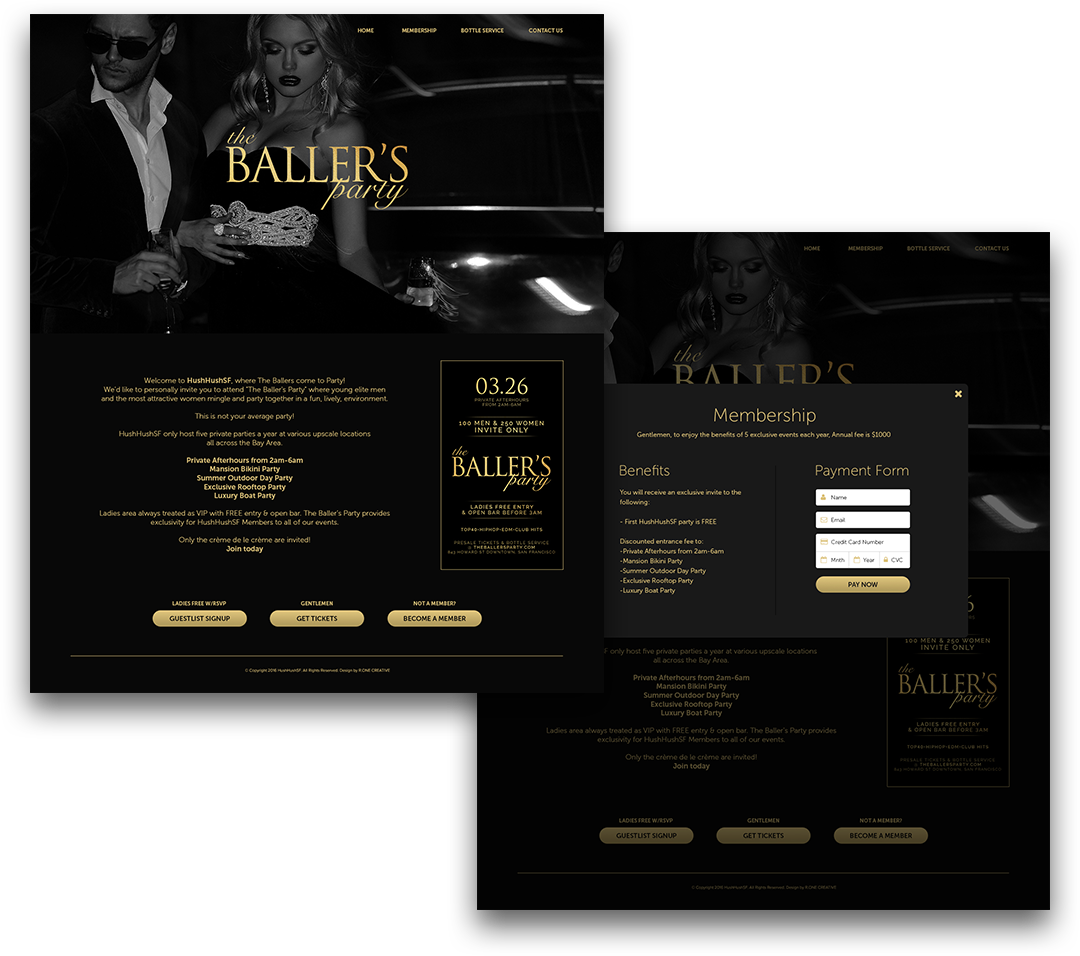 HOME MEMBERSHIP BOTTLE SERVICE CONTACT US
the
BALLER'S
party
Welcome to HushHushSF, where The Ballers come to Party!
We'd like to personally invite you to attend "The Baller's Party" where young elite men
and the most attractive women mingle and party together in a fun, lively, environment.
This is not your average party!
HushHushSF only host five private parties a year at various upscale locations
all across the Bay Area.
Private Afterhours from 2am-6am
Mansion Bikini Party
Summer Outdoor Day Party
Exclusive Rooftop Party
Luxury Boat Party
Ladies area always treated as VIP with FREE entry & open bar. The Baller's Party provides
exclusivity for HushHushSF Members to all of our events.
Only the crème de le crème are invited!
Join today
03.26
PRIVATE AFTERHOURS
FROM 2AM-6AM
100 MEN & 250 WOMEN
INVITE ONLY
the
BALLER'S
party
LADIES FREE ENTRY
& OPEN BAR BEFORE 3AM
TOP40-HIPHOP-EDM-CLUB HITS
PRESALE TICKETS & BOTTLE SERVICE
@ THEBALLERSPARTY.COM
HOWARD ST DOWNTOWN, SAN FRANCISCO
LADIES FREE W/RSVP GENTLEMEN NOT A MEMBER?
GUESTLIST SIGNUP GET TICKETS BECOME A MEMBER
HushHushSF. All Rights Reserved. Design by R.ONE CREATIVE
HOME MEMBERSHIP BOTTLE SERVICE CONTACT US
the
BALLER'S
Membership
Gentlemen, to enjoy the benefits of 5 exclusive events each year, Annual fee is $1000
Benefits
You will receive an exclusive invite to the
following:
- First HushHushSF party is FREE
Discounted entrance fee to:
-Private Afterhours from 2am-6am
-Mansion Bikini Party
-Summer Outdoor Day Party
-Exclusive Rooftop Party
-Luxury Boat Party
Payment Form
Name
Email
Credit Card Number
Mnth Year CVC
PAY NOW
only host five private parties a year at various upscale locations
all across the Bay Area.
Private Afterhours from 2am-6am
Mansion Bikini Party
Summer Outdoor Day Party
Exclusive Rooftop Party
Luxury Boat Party
Ladies area always treated as VIP with FREE entry & open bar. The Baller's Party provides
exclusivity for HushHushSF Members to all of our events.
Only the crème de le crème are invited!
Join today
100 MEN & 250 WOMEN
INVITE ONLY
the
BALLER'S
party
LADIES FREE ENTRY
& OPEN BAR BEFORE 3AM
TOP40-HIPHOP-EDM-CLUB HITS
PRESALE TICKETS & BOTTLE SERVICE
@ THEBALLERSPARTY.COM
HOWARD ST DOWNTOWN, SAN FRANCISCO
LADIES FREE W/RSVP GENTLEMEN NOT A MEMBER?
GUESTLIST SIGNUP GET TICKETS BECOME A MEMBER
HushHushSF. All Rights Reserved. Design by R.ONE CREATIVE